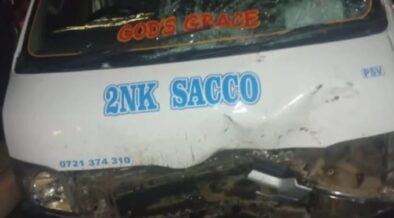 GOD'S GRACE
2NK SACCO
PSV
0721 374 310